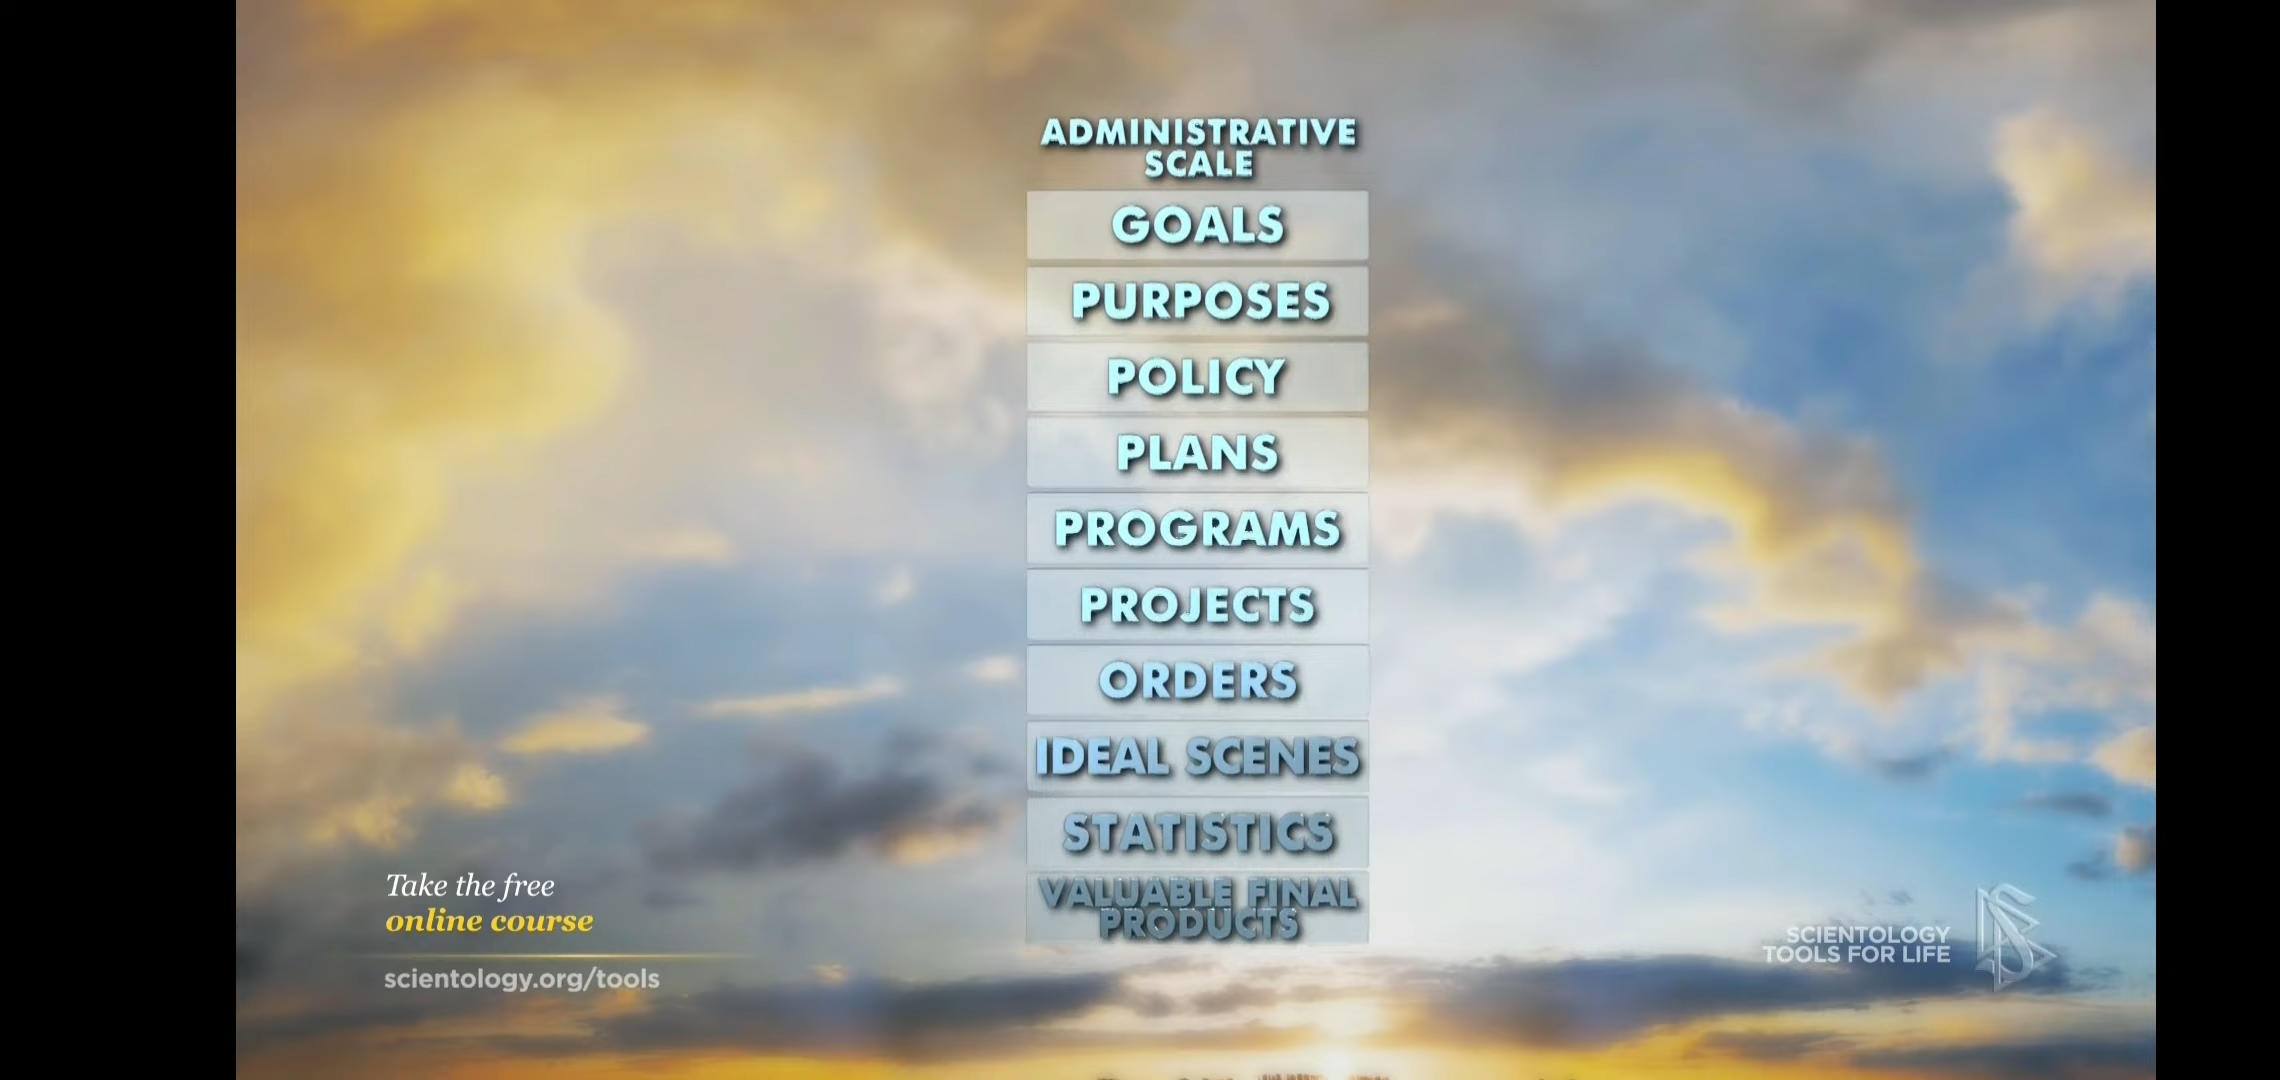 ADMINISTRATIVE
SCALE
GOALS
PURPOSES
POLICY
PLANS
PROGRAMS
PROJECTS
ORDERS
IDEAL SCENES
STATISTICS
VALUABLE FINAL
PRODUCTS
Take the free
online course
scientology.org/tools
SCIENTOLOGY
TOOLS FOR LIFE